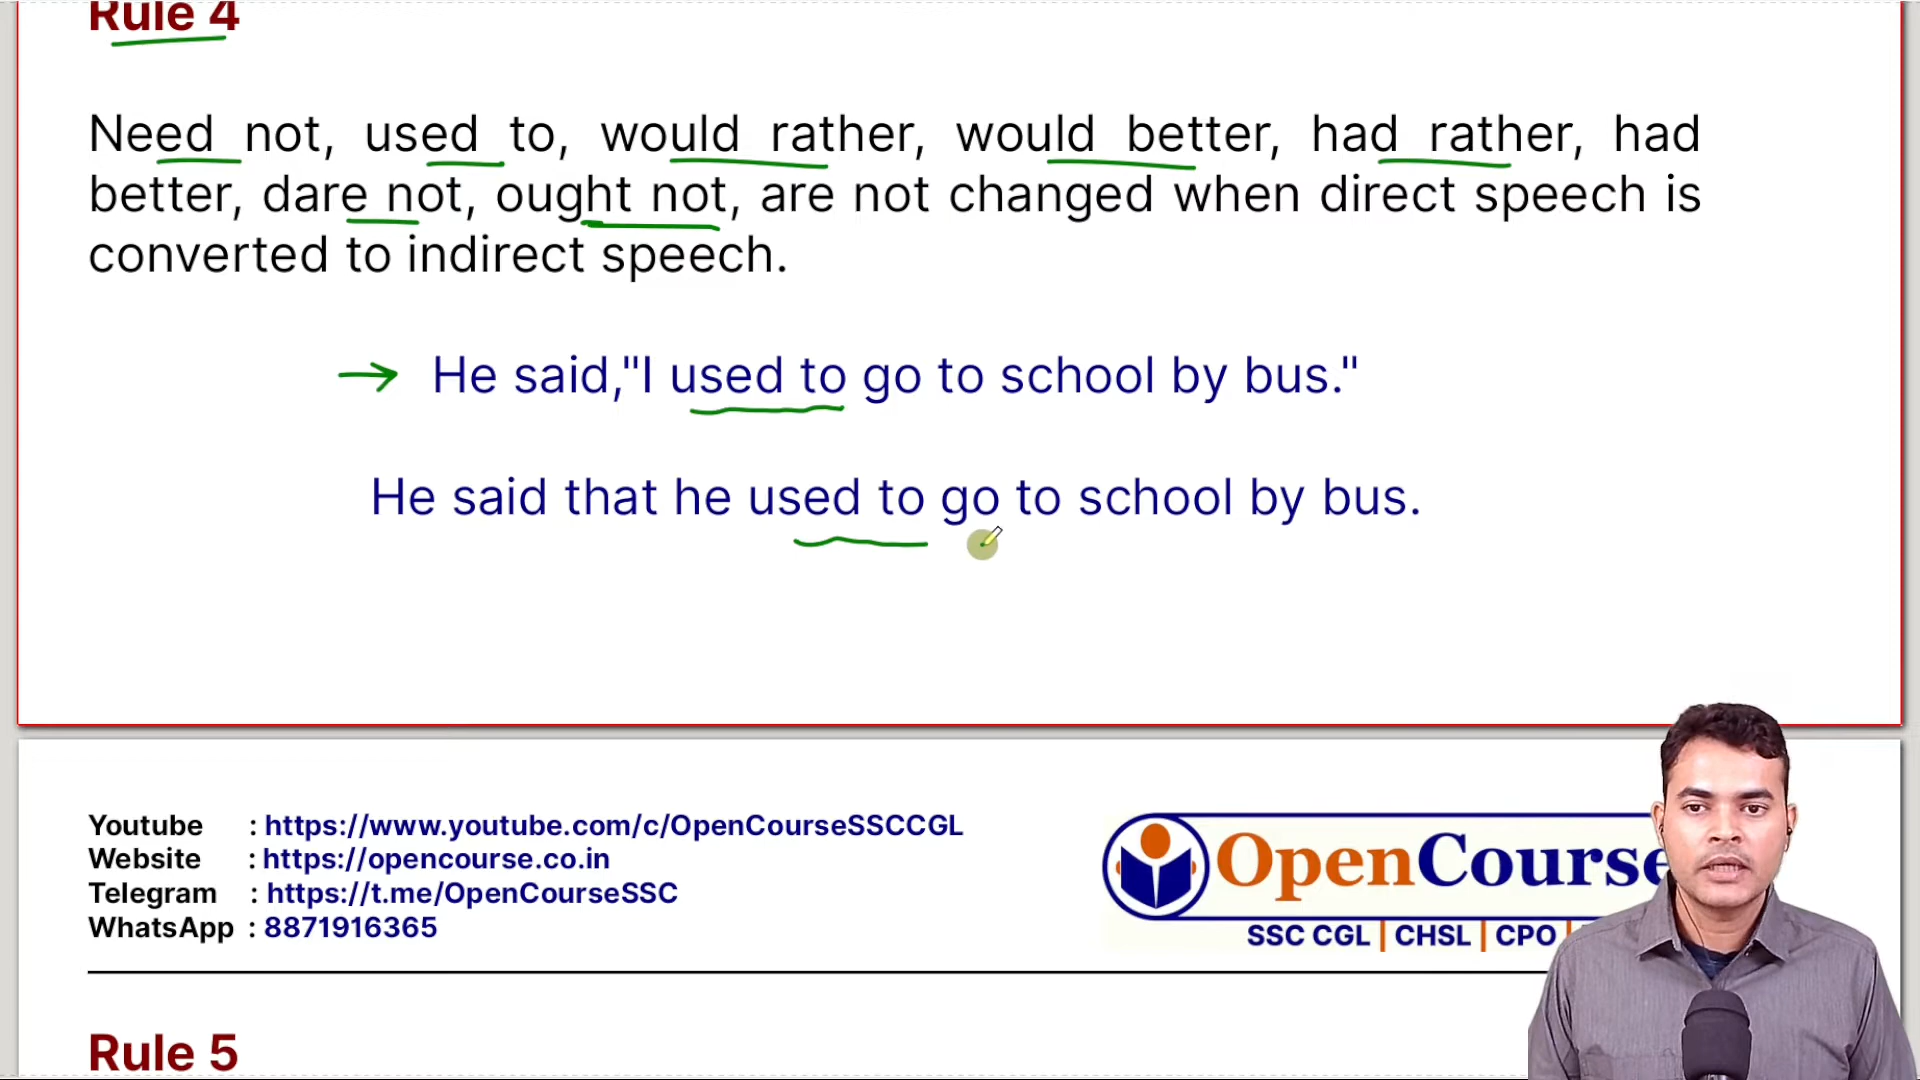 Rule 4
Need not, used to, would rather, would better, had rather, had
better, dare not, ought not, are not changed when direct speech is
converted to indirect speech.
He said,"I used to go to school by bus."
He said that he used to go to school by bus.
Youtube : https://www.youtube.com/c/OpenCourseSSCCGL
Website : https://opencourse.co.in
Telegram : https://t.me/OpenCourseSSC
WhatsApp : 8871916365
OpenCourse
SSC CGL | CHSL | CPO |
Rule 5